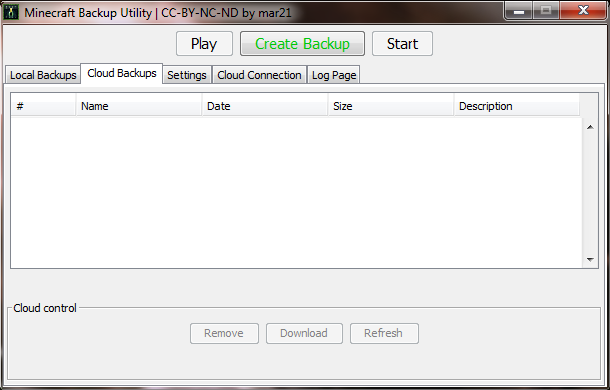 Minecraft Backup Utility | CC-BY-NC-ND by mar21
Play Create Backup Start
Local Backups Cloud Backups Settings Cloud Connection Log Page
# Name Date Size Description
Cloud control
Remove Download Refresh